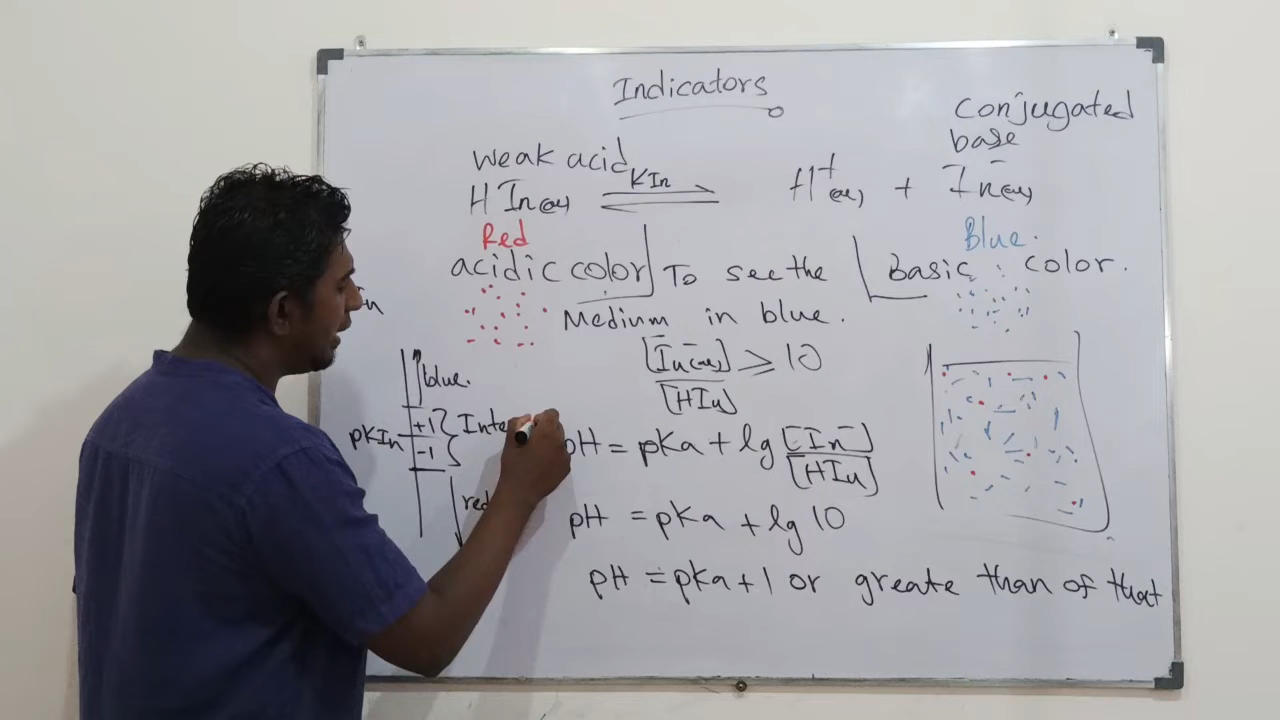 Indicators
Conjugated
base
Weak acid
HIn(aq) ⇌ KIn H⁺(aq) + In⁻(aq)
Red
Blue.
acidic color To see the Basic color.
Medium in blue.
[In⁻(aq)] ≥ 10
[HIn]
blue.
pKIn +1
-1
red
pH = pKa + lg [In⁻]
[HIn]
pH = pKa + lg 10
pH = pKa + 1 or greate than of that